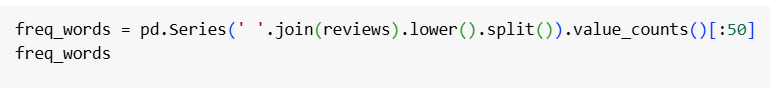 freq_words = pd.Series(' '.join(reviews).lower().split()).value_counts()[:50]
freq_words